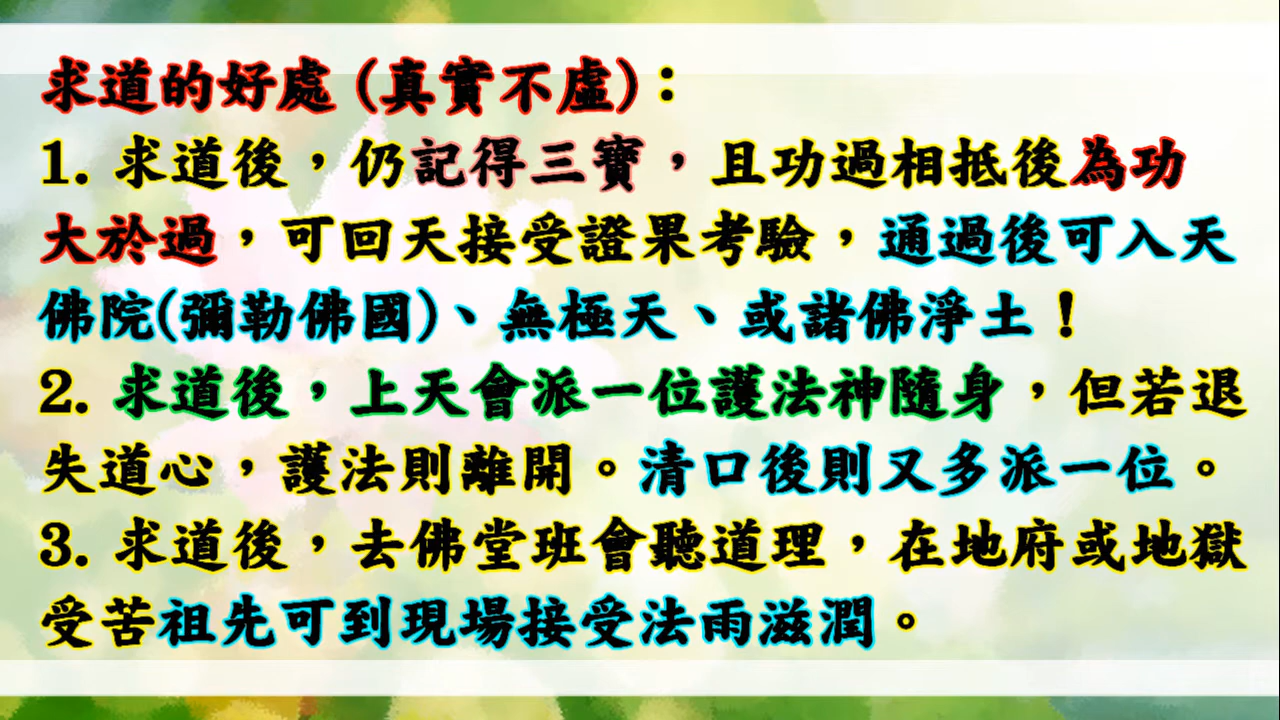 求道的好處 (真實不虛)：
1. 求道後，仍記得三寶，且功過相抵後為功
大於過，可回天接受證果考驗，通過後可入天
佛院(彌勒佛國)、無極天、或諸佛淨土！
2. 求道後，上天會派一位護法神隨身，但若退
失道心，護法則離開。清口後則又多派一位。
3. 求道後，去佛堂班會聽道理，在地府或地獄
受苦祖先可到現場接受法雨滋潤。